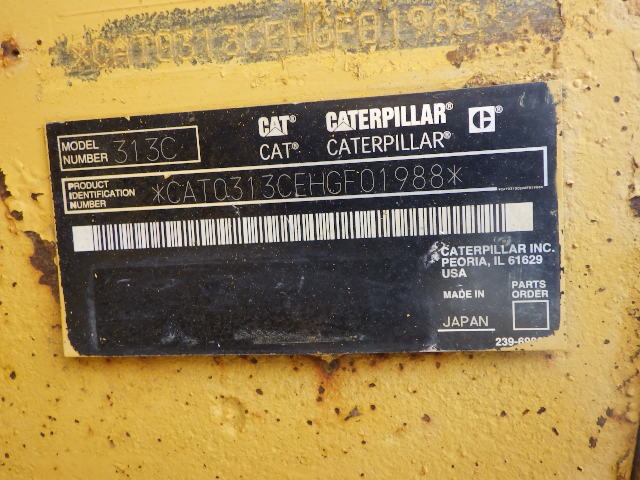 *CAT0313CEHGF01988*
MODEL NUMBER 313C
CAT® CATERPILLAR® C®
CAT® CATERPILLAR®
PRODUCT IDENTIFICATION NUMBER *CAT0313CEHGF01988*
*CAT0313CEHGF01988*
CATERPILLAR INC.
PEORIA, IL 61629
USA
MADE IN
JAPAN
PARTS
ORDER